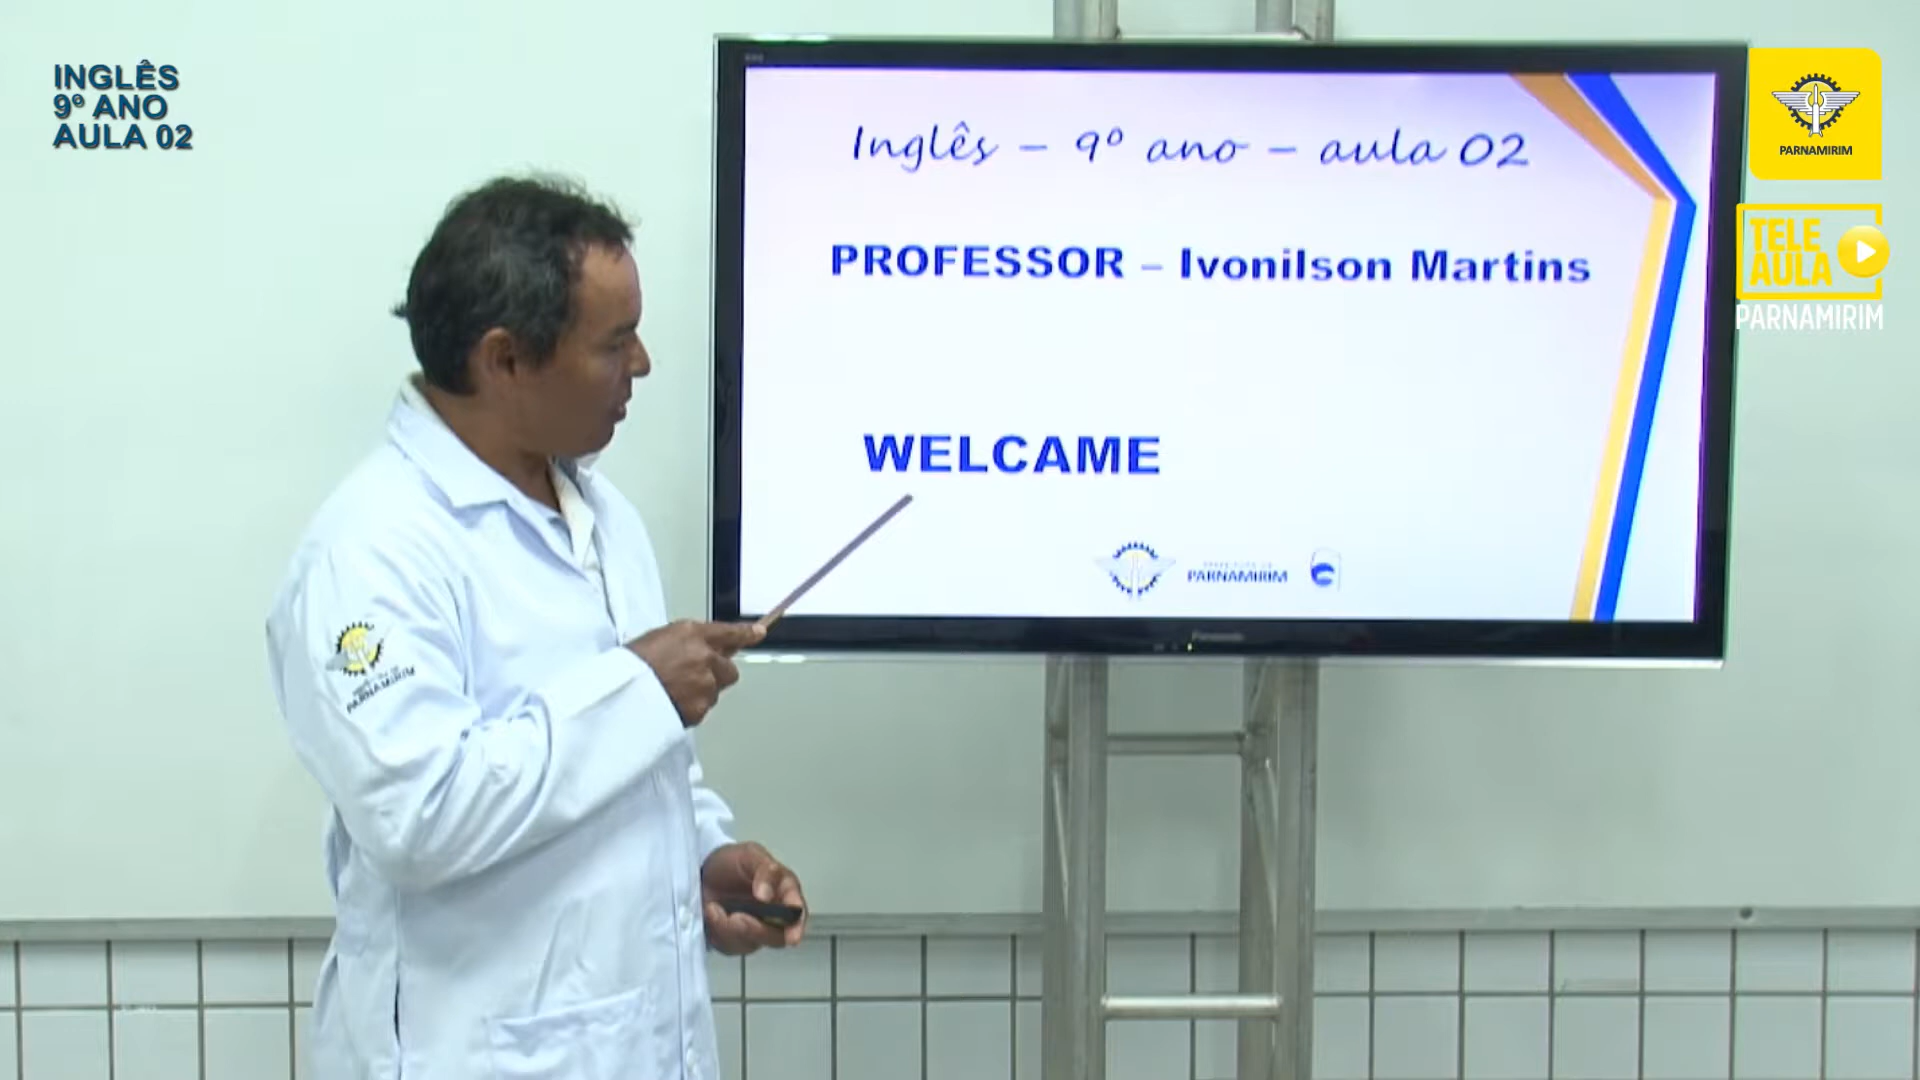 INGLÊS
9º ANO
AULA 02
Inglês – 9º ano – aula 02
PROFESSOR – Ivonilson Martins
WELCAME
PARNAMIRIM
PARNAMIRIM
TELE
AULA
PARNAMIRIM
PARNAMIRIM
Panasonic